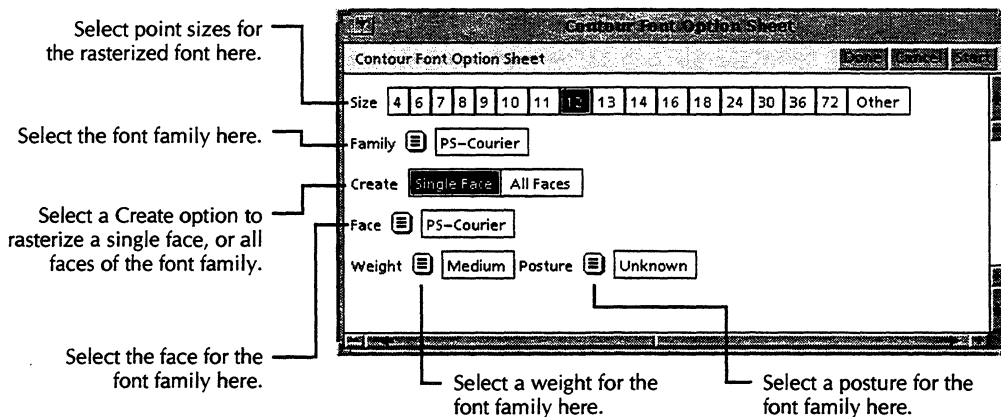 Select point sizes for
the rasterized font here.
Select the font family here.
Select a Create option to
rasterize a single face, or all
faces of the font family.
Select the face for the
font family here.
Contour Font Option Sheet
Contour Font Option Sheet Done Cancel Start
Size 4 6 7 8 9 10 11 12 13 14 16 18 24 30 36 72 Other
Family PS-Courier
Create Single Face All Faces
Face PS-Courier
Weight Medium Posture Unknown
Select a weight for the
font family here.
Select a posture for the
font family here.